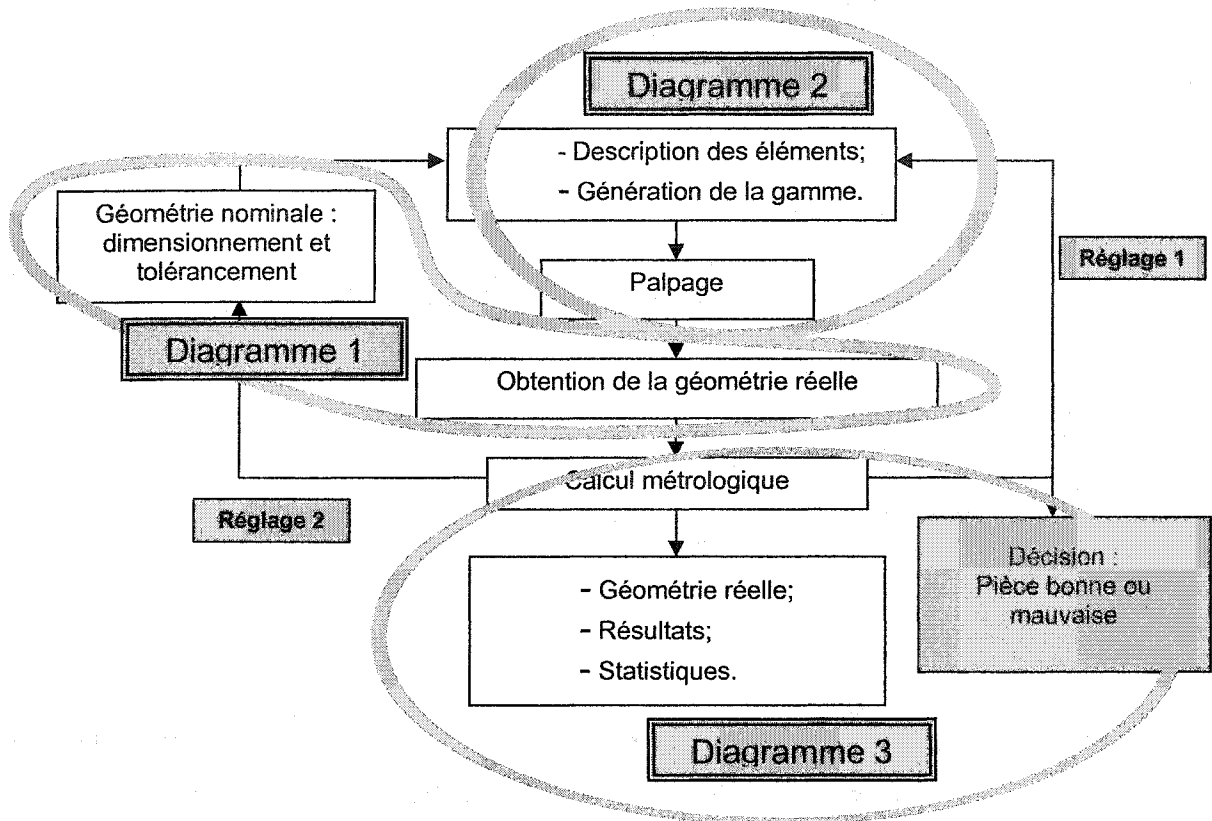 Diagramme 2
- Description des éléments;
- Génération de la gamme.
Géométrie nominale :
dimensionnement et
tolérancement
Réglage 1
Palpage
Diagramme 1
Obtention de la géométrie réelle
Calcul métrologique
Réglage 2
Décision :
Pièce bonne ou
mauvaise
- Géométrie réelle;
- Résultats;
- Statistiques.
Diagramme 3